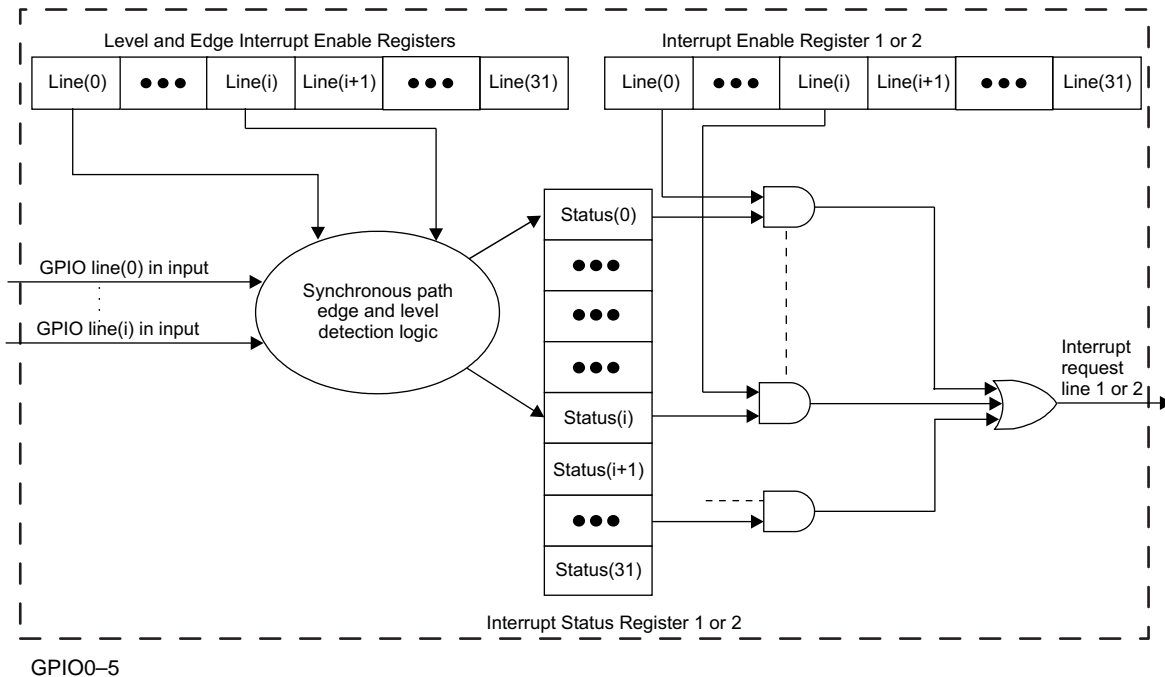 Level and Edge Interrupt Enable Registers
Interrupt Enable Register 1 or 2
Line(0) ●●● Line(i) Line(i+1) ●●● Line(31)
Line(0) ●●● Line(i) Line(i+1) ●●● Line(31)
GPIO line(0) in input
GPIO line(i) in input
Synchronous path
edge and level
detection logic
Status(0)
●●●
●●●
●●●
Status(i)
Status(i+1)
●●●
Status(31)
Interrupt
request
line 1 or 2
Interrupt Status Register 1 or 2
GPIO0–5